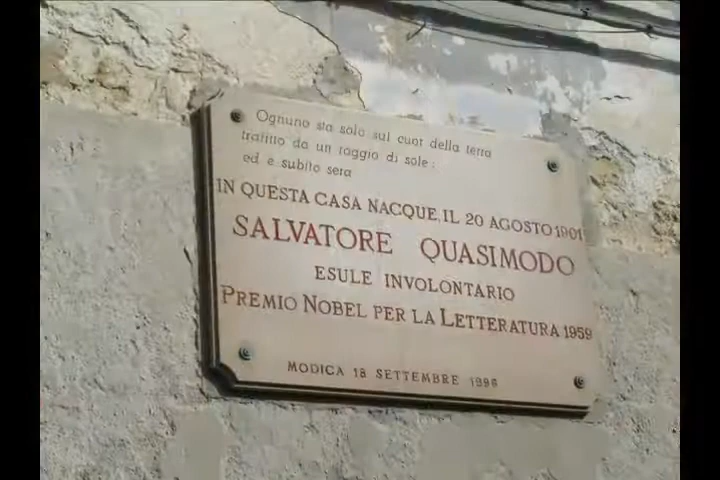 Ognuno sta solo sul cuor della terra
trafitto da un raggio di sole:
ed è subito sera
IN QUESTA CASA NACQUE, IL 20 AGOSTO 1901
SALVATORE QUASIMODO
ESULE INVOLONTARIO
PREMIO NOBEL PER LA LETTERATURA 1959
MODICA 18 SETTEMBRE 1996